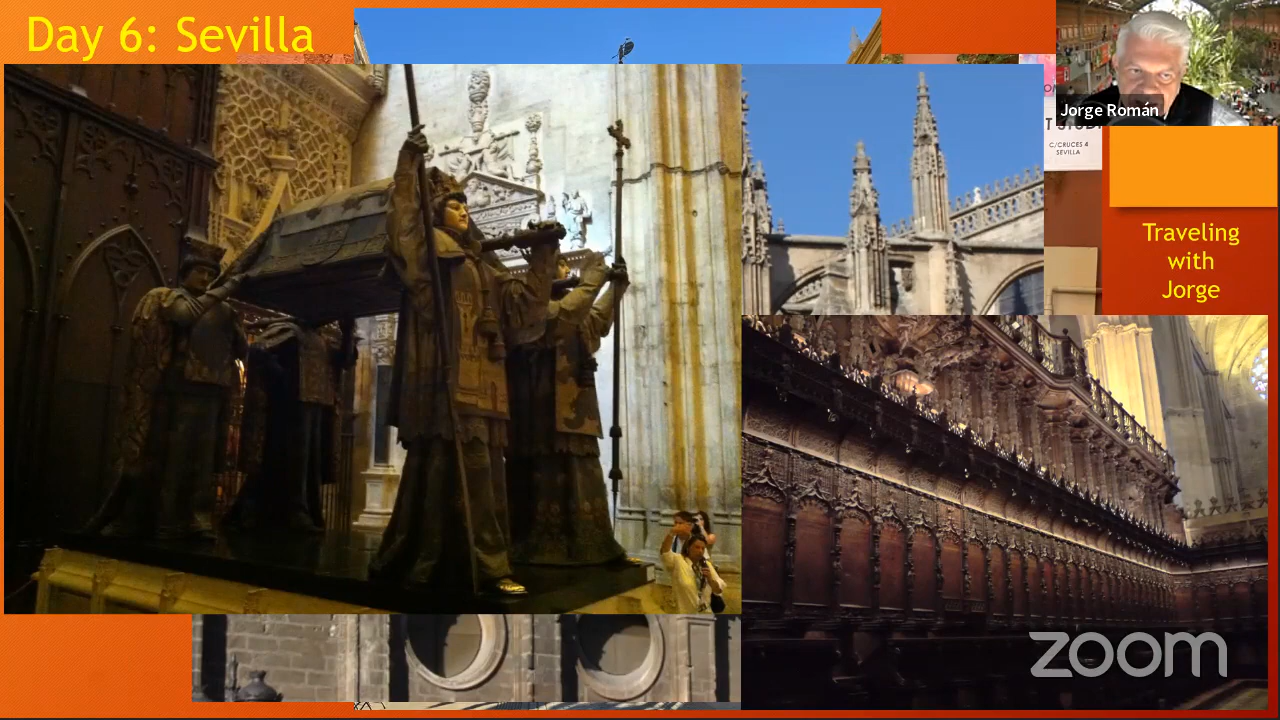 Day 6: Sevilla
Jorge Román
C/CRUCES 4
SEVILLA
Traveling
with
Jorge
zoom